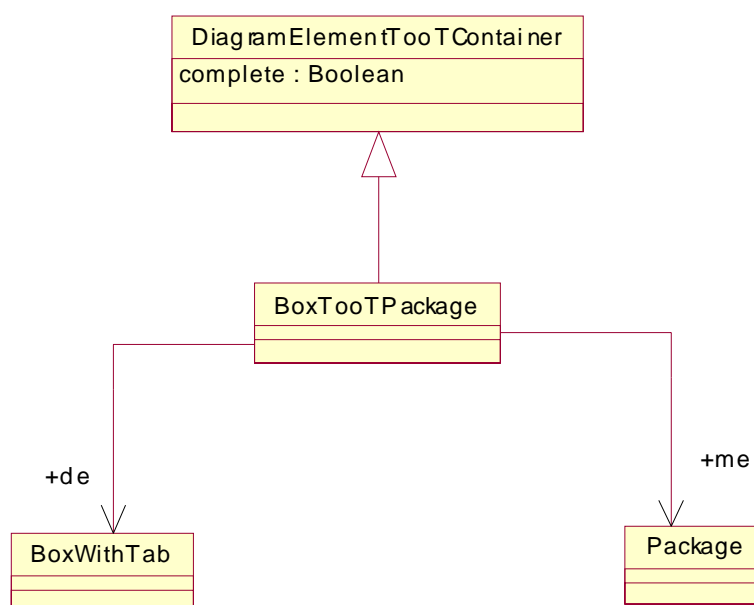 DiagramElementTooTContainer
complete : Boolean
BoxTooTPackage
+de
+me
BoxWithTab
Package